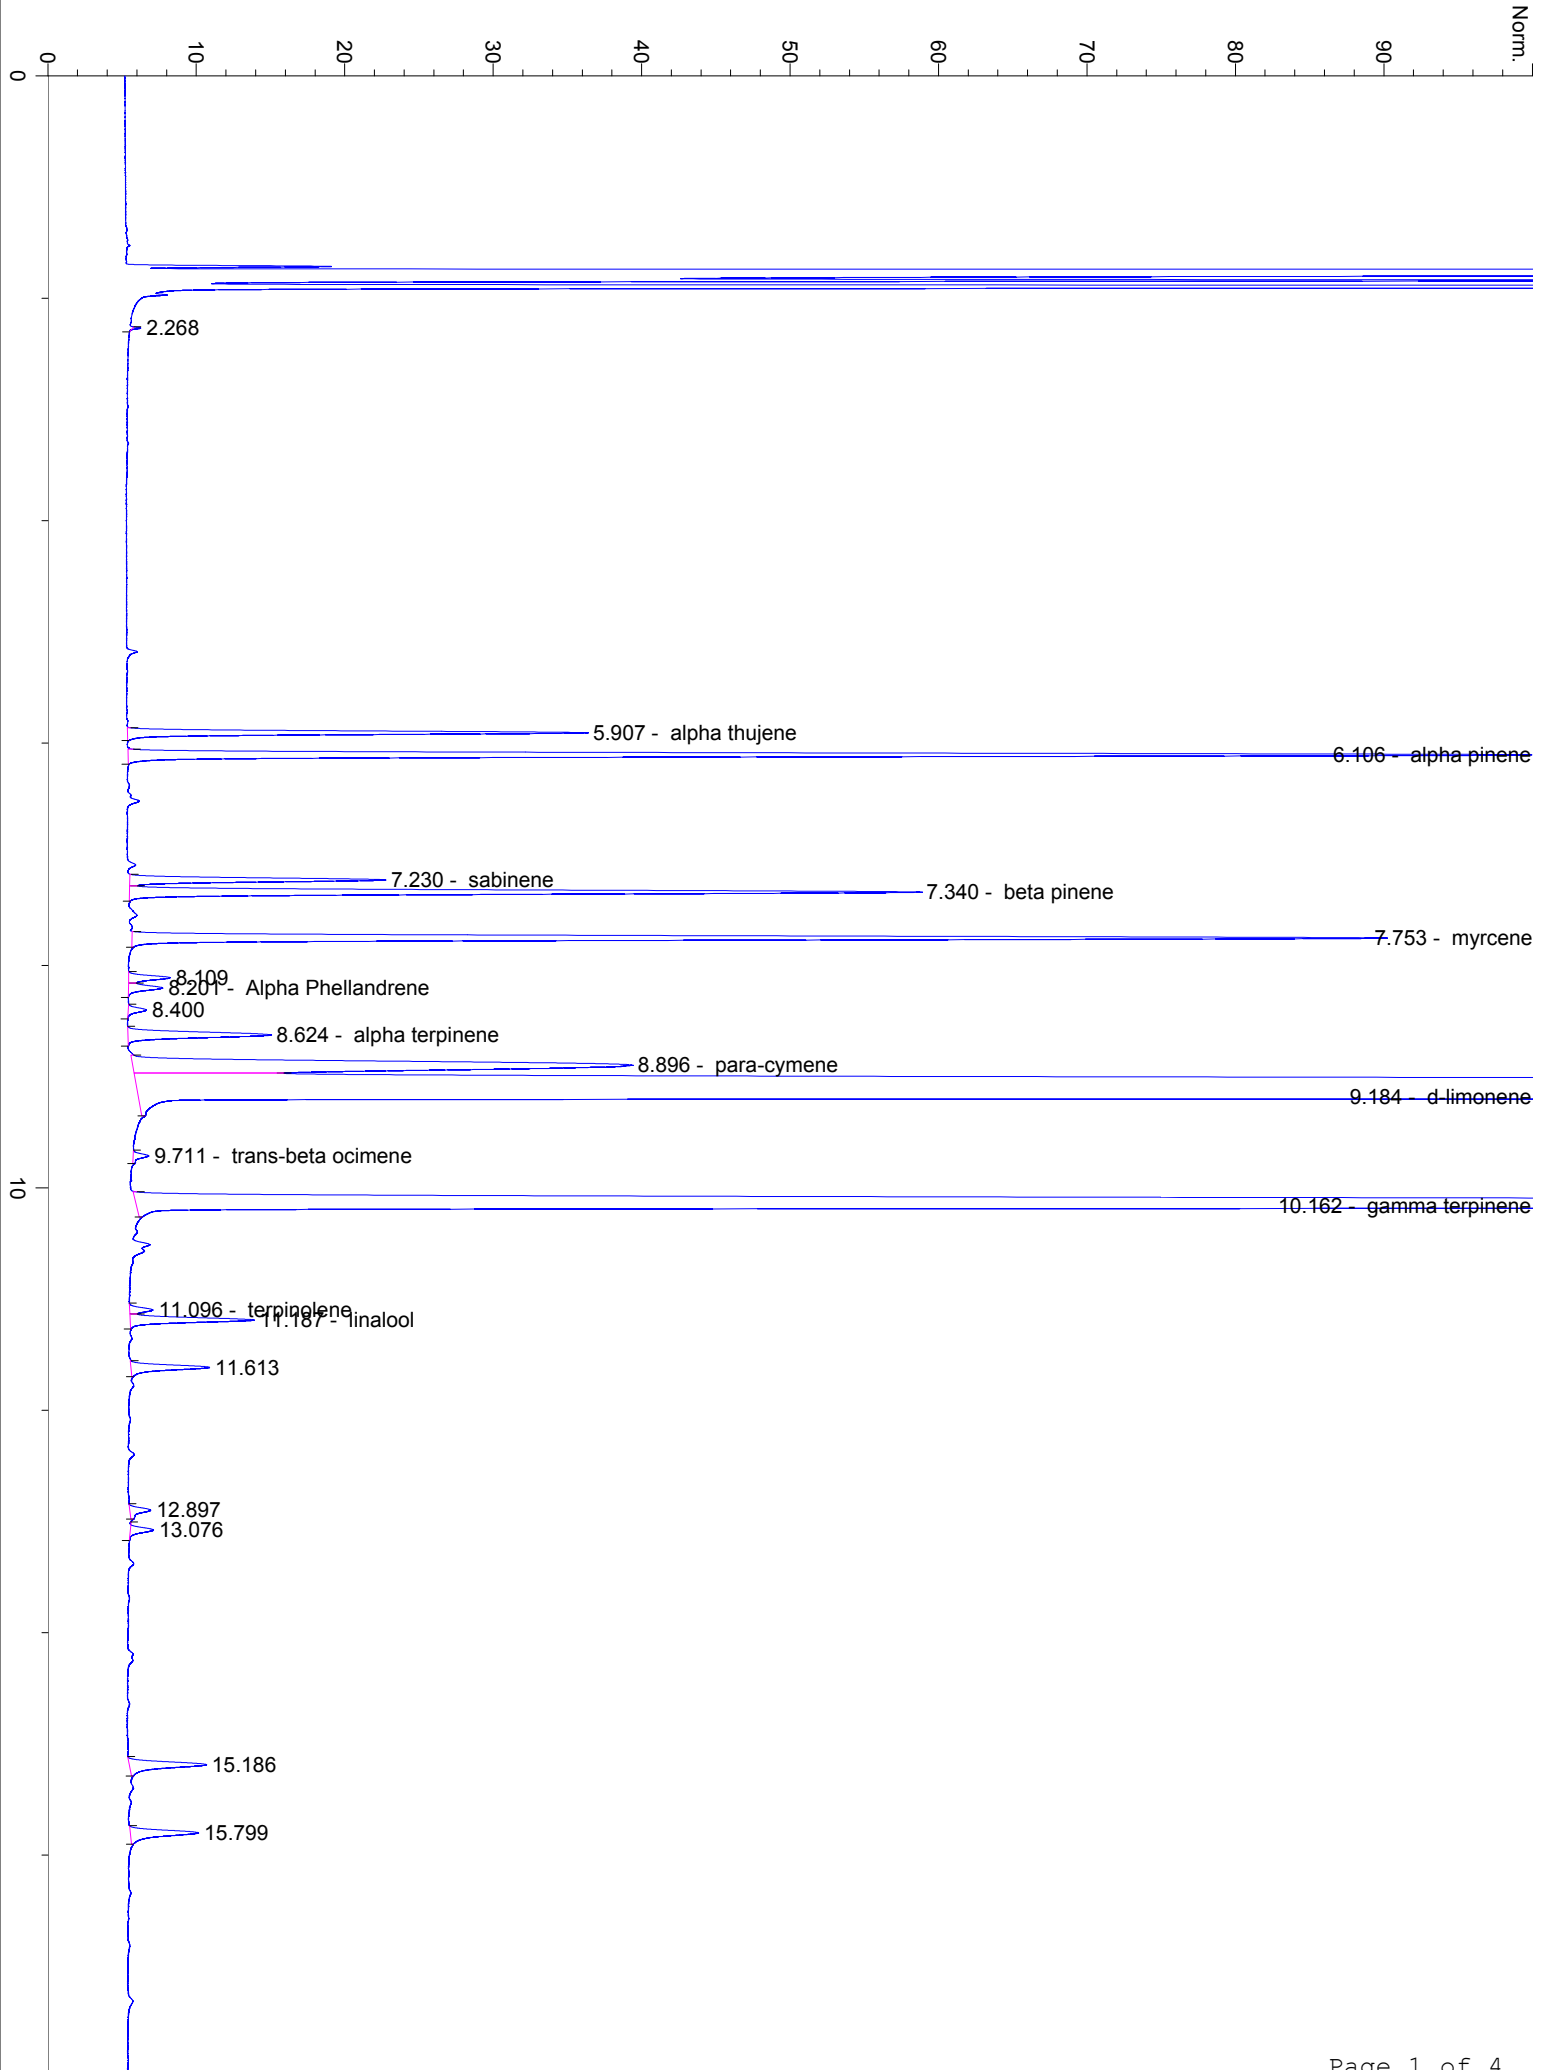 Norm.
0
10
20
30
40
50
60
70
80
90
0
2.268
5.907 - alpha thujene
6.106 - alpha pinene
7.230 - sabinene
7.340 - beta pinene
7.753 - myrcene
8.109
8.201 - Alpha Phellandrene
8.400
8.624 - alpha terpinene
8.896 - para-cymene
9.184 - d-limonene
9.711 - trans-beta ocimene
10
10.162 - gamma terpinene
11.096 - terpinolene
11.187 - linalool
11.613
12.897
13.076
15.186
15.799
Page 1 of 4